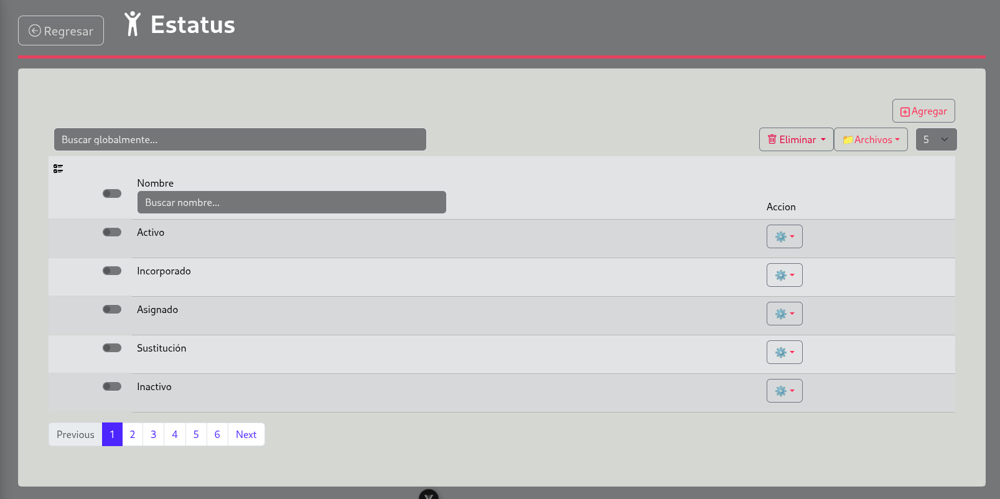 Regresar
Estatus
Agregar
Buscar globalmente...
Eliminar
Archivos
5
Nombre
Buscar nombre...
Accion
Activo
Incorporado
Asignado
Sustitución
Inactivo
Previous 1 2 3 4 5 6 Next